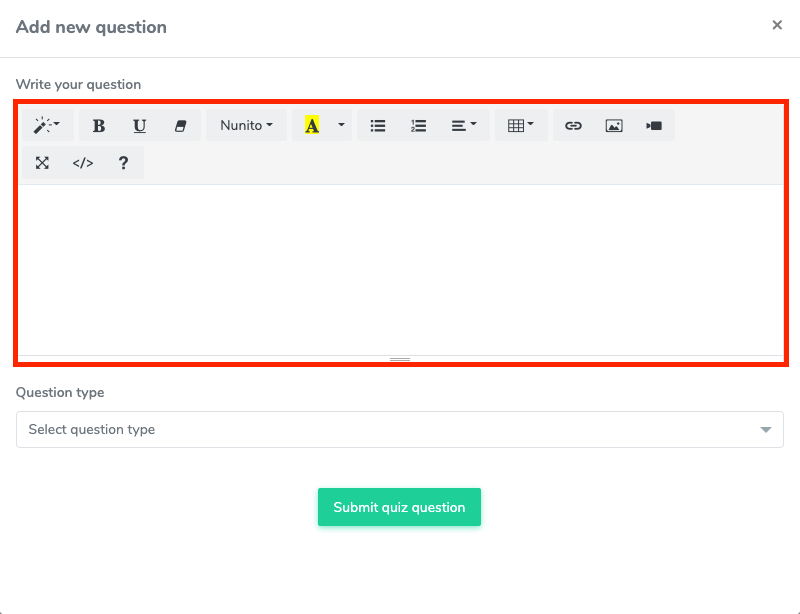 Add new question ×
Write your question
B U Nunito A
</> ?
Question type
Select question type
Submit quiz question